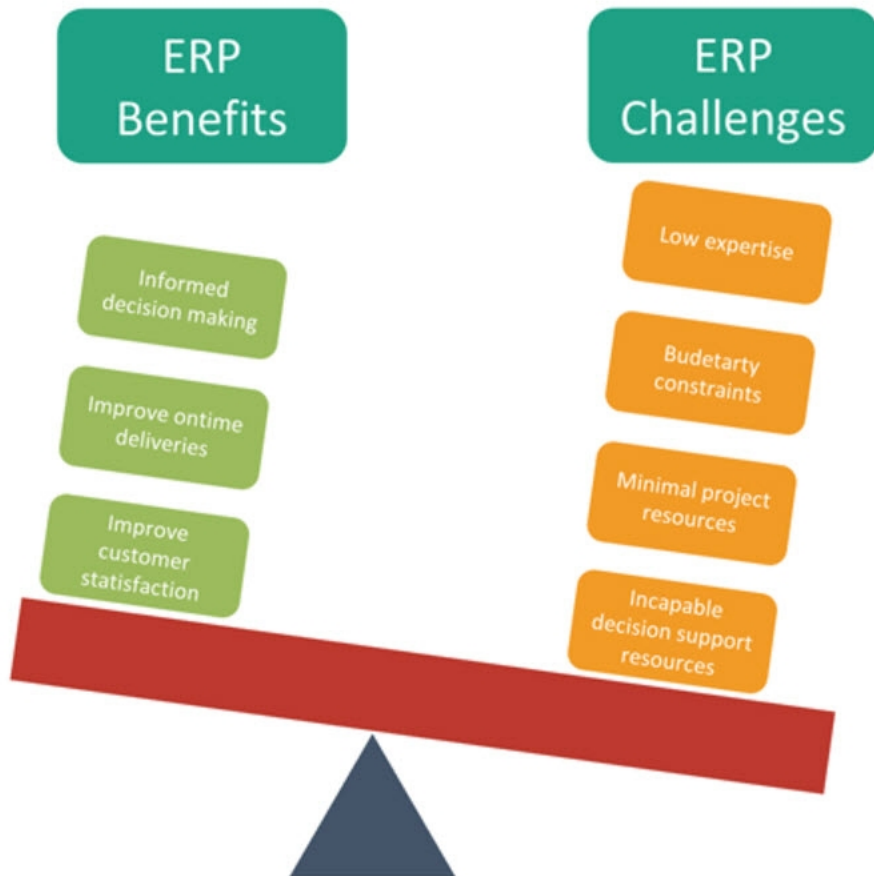 ERP
Benefits
ERP
Challenges
Informed
decision making
Improve ontime
deliveries
Improve
customer
statisfaction
Low expertise
Budetarty
constraints
Minimal project
resources
Incapable
decision support
resources